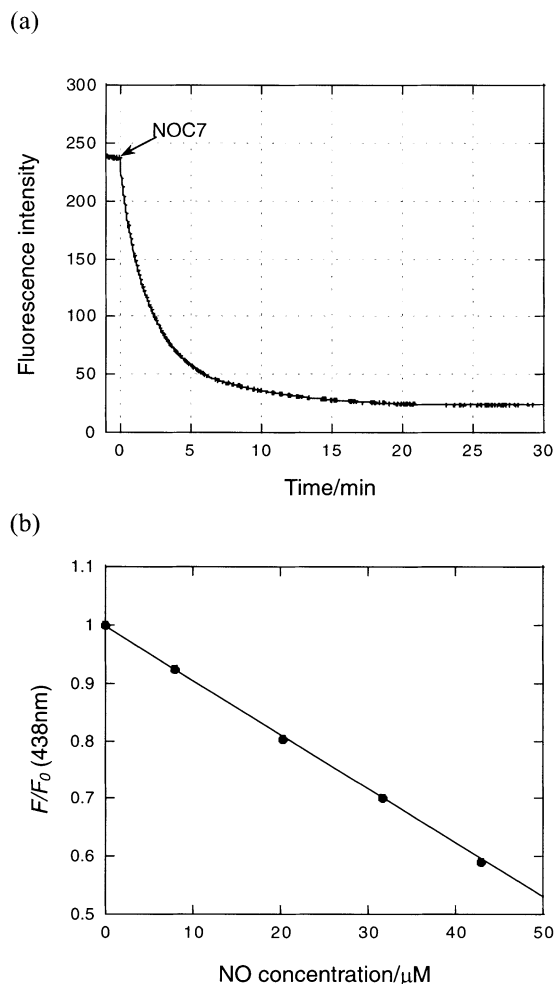 (a)
300
250
200
150
100
50
0
Fluorescence intensity
NOC7
0 5 10 15 20 25 30
Time/min
(b)
1.1
1
0.9
0.8
0.7
0.6
0.5
F/F0 (438nm)
0 10 20 30 40 50
NO concentration/μM